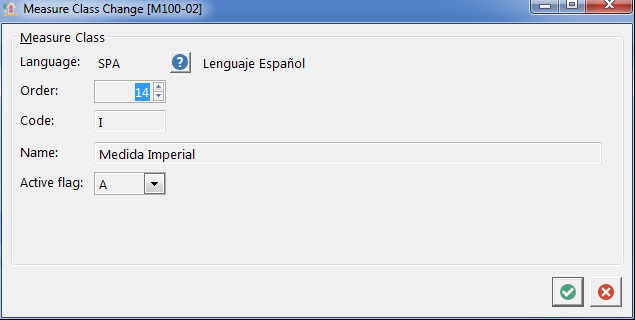 Measure Class Change [M100-02]
Measure Class
Language: SPA ? Lenguaje Español
Order: 14
Code: I
Name: Medida Imperial
Active flag: A